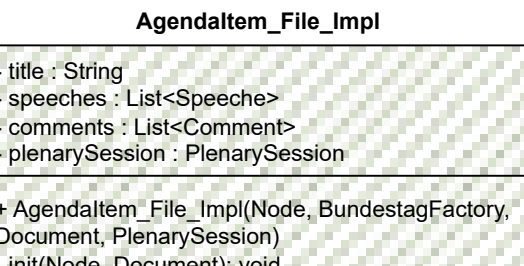 AgendaItem_File_Impl
- title : String
- speeches : List<Speeche>
- comments : List<Comment>
- plenarySession : PlenarySession
+ AgendaItem_File_Impl(Node, BundestagFactory,
Document, PlenarySession)
init(Node, Document): void